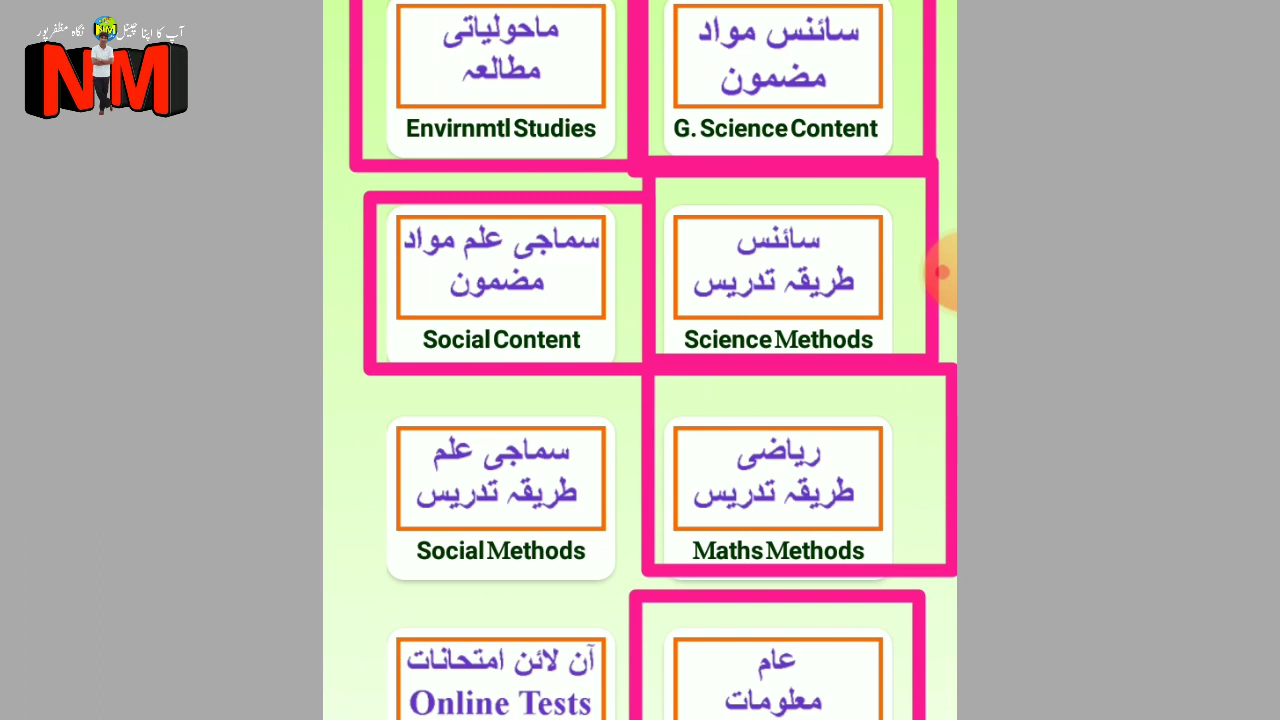 آپ کا اپنا چینل نگاہ مظفرپور
NM
NM
ماحولیاتی
مطالعہ
Envirnmtl Studies
سائنس مواد
مضمون
G. Science Content
سماجی علم مواد
مضمون
Social Content
سائنس
طریقہ تدریس
Science Methods
سماجی علم
طریقہ تدریس
Social Methods
ریاضی
طریقہ تدریس
Maths Methods
آن لائن امتحانات
Online Tests
عام
معلومات